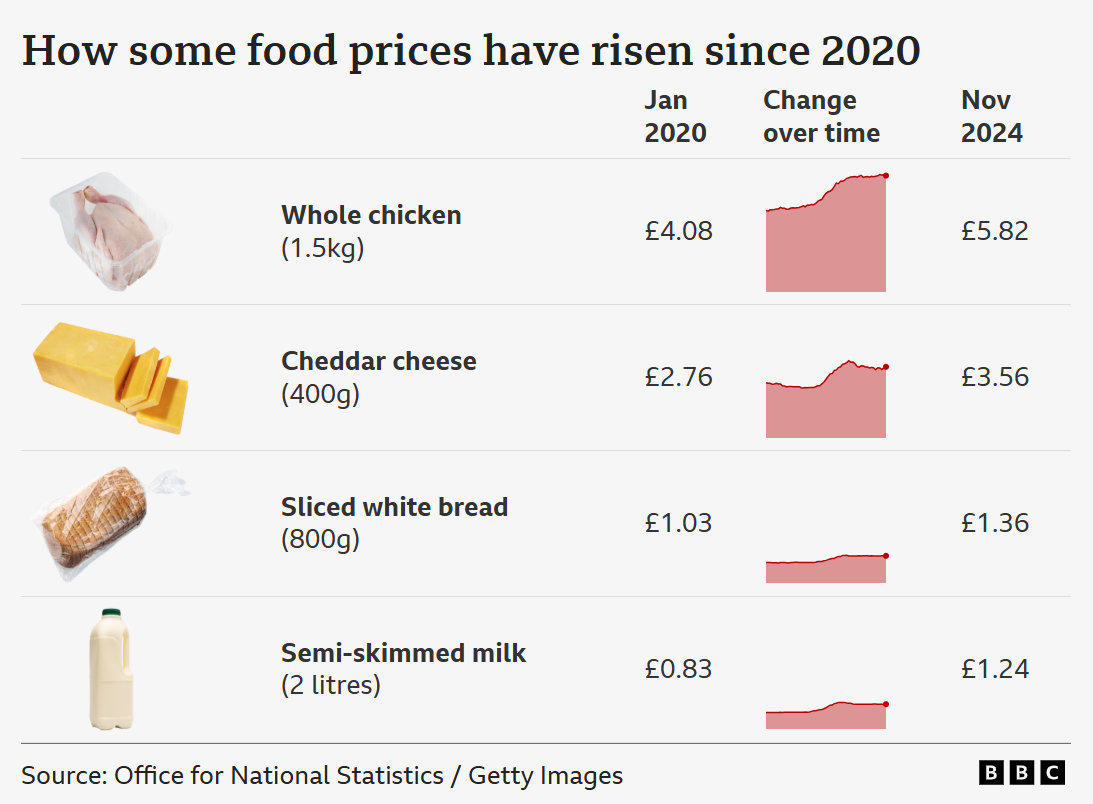 How some food prices have risen since 2020
Jan 2020 Change over time Nov 2024
Whole chicken (1.5kg) £4.08 £5.82
Cheddar cheese (400g) £2.76 £3.56
Sliced white bread (800g) £1.03 £1.36
Semi-skimmed milk (2 litres) £0.83 £1.24
Source: Office for National Statistics / Getty Images
BBC